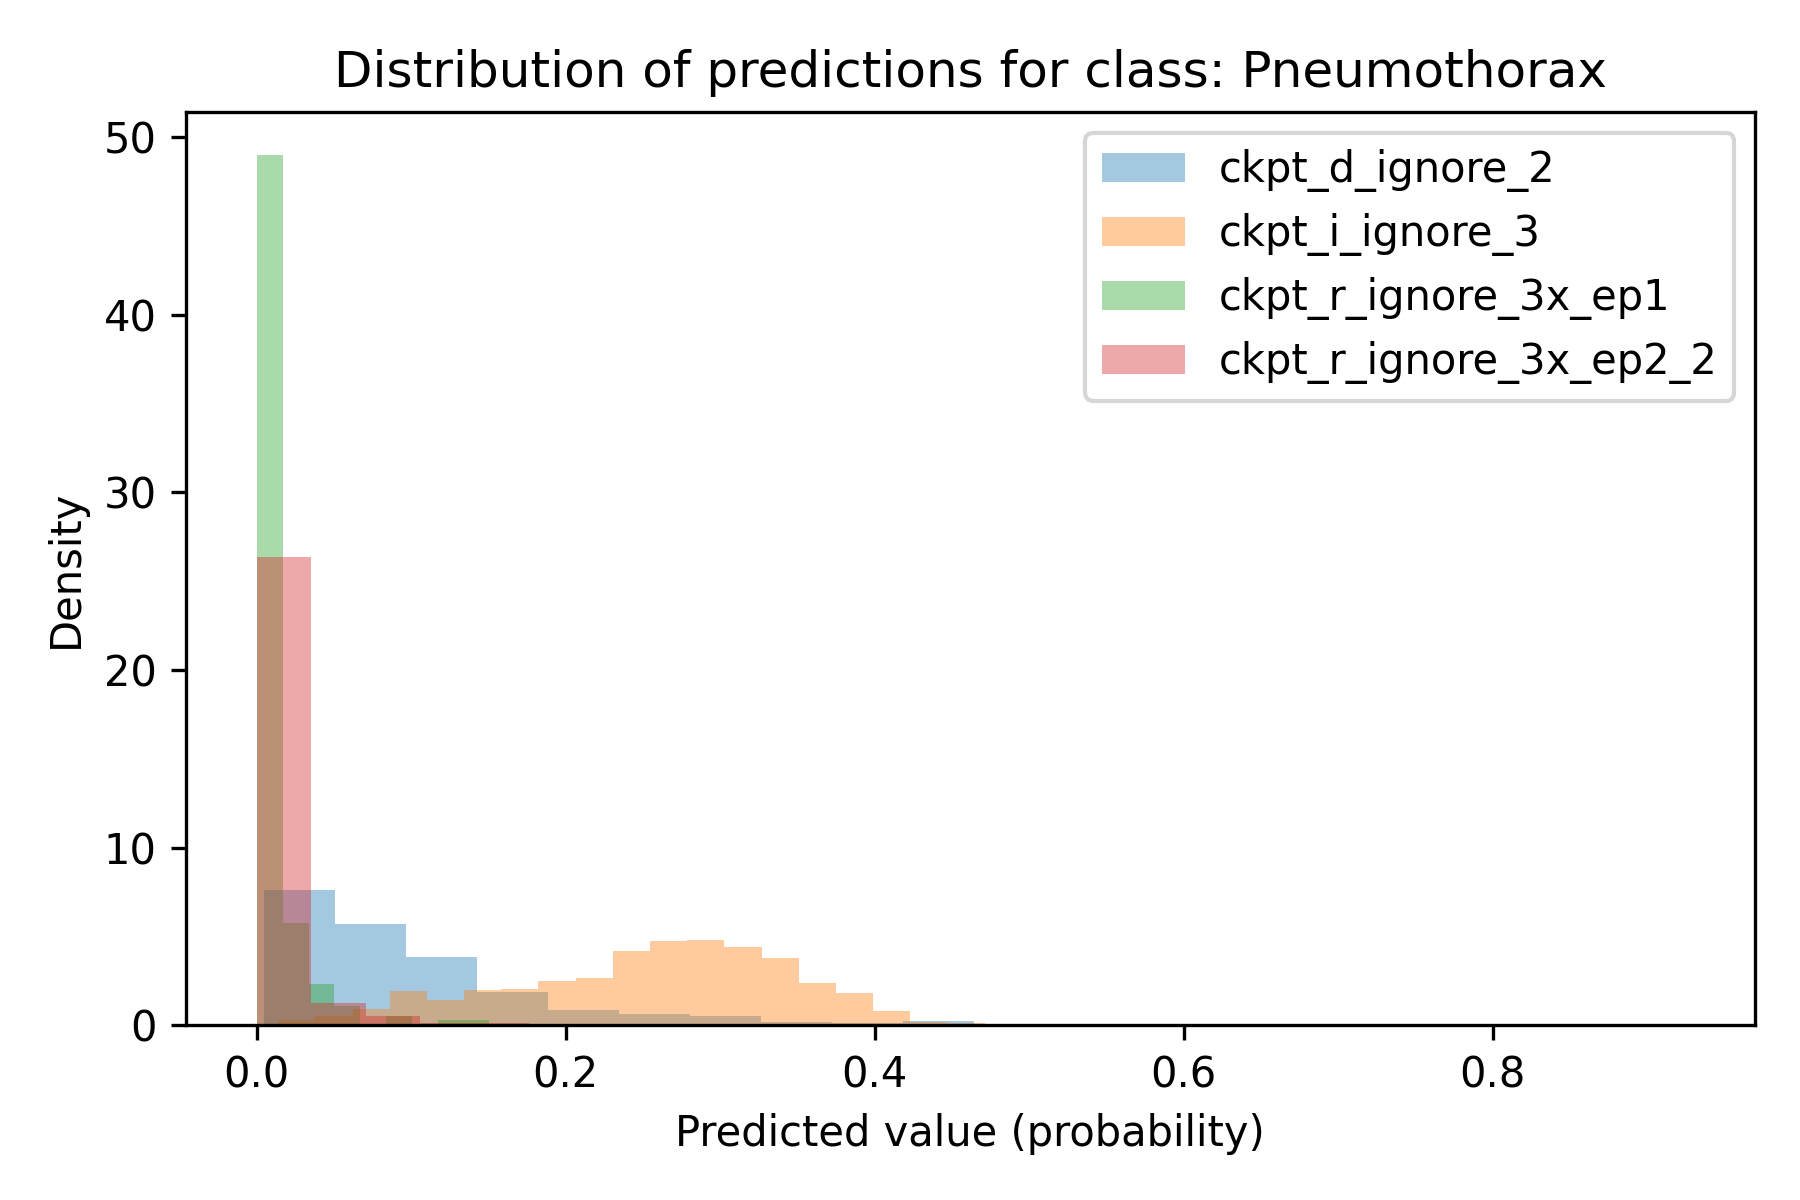 Distribution of predictions for class: Pneumothorax
50
40
30
20
10
0
Density
ckpt_d_ignore_2
ckpt_i_ignore_3
ckpt_r_ignore_3x_ep1
ckpt_r_ignore_3x_ep2_2
0.0 0.2 0.4 0.6 0.8
Predicted value (probability)